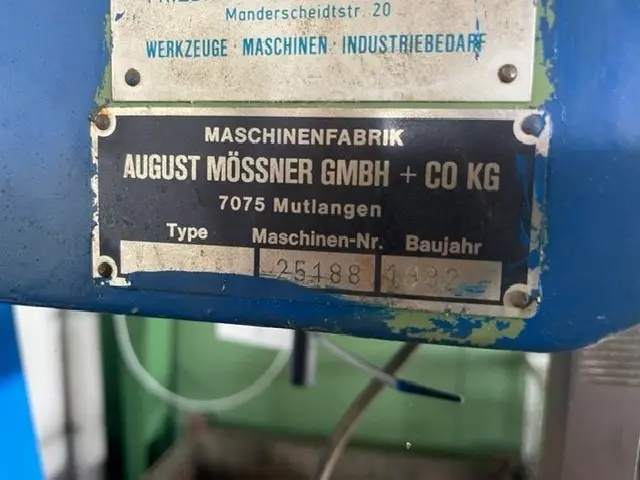 Manderscheidtstr. 20
WERKZEUGE · MASCHINEN · INDUSTRIEBEDARF
MASCHINENFABRIK
AUGUST MÖSSNER GMBH + CO KG
7075 Mutlangen
Type Maschinen-Nr. Baujahr
25188